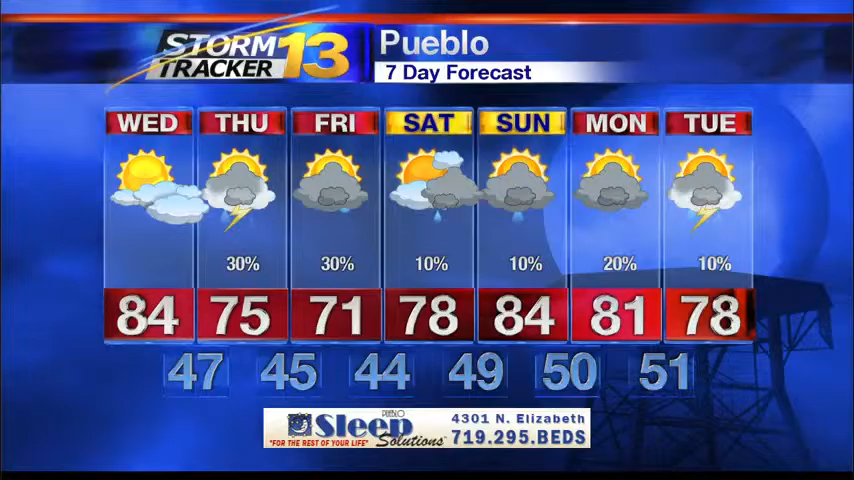 STORM
TRACKER
13
Pueblo
7 Day Forecast
WED THU FRI SAT SUN MON TUE
30% 30% 10% 10% 20% 10%
84 75 71 78 84 81 78
47 45 44 49 50 51
PUEBLO
Sleep
Solutions
"FOR THE REST OF YOUR LIFE"
4301 N. Elizabeth
719.295.BEDS